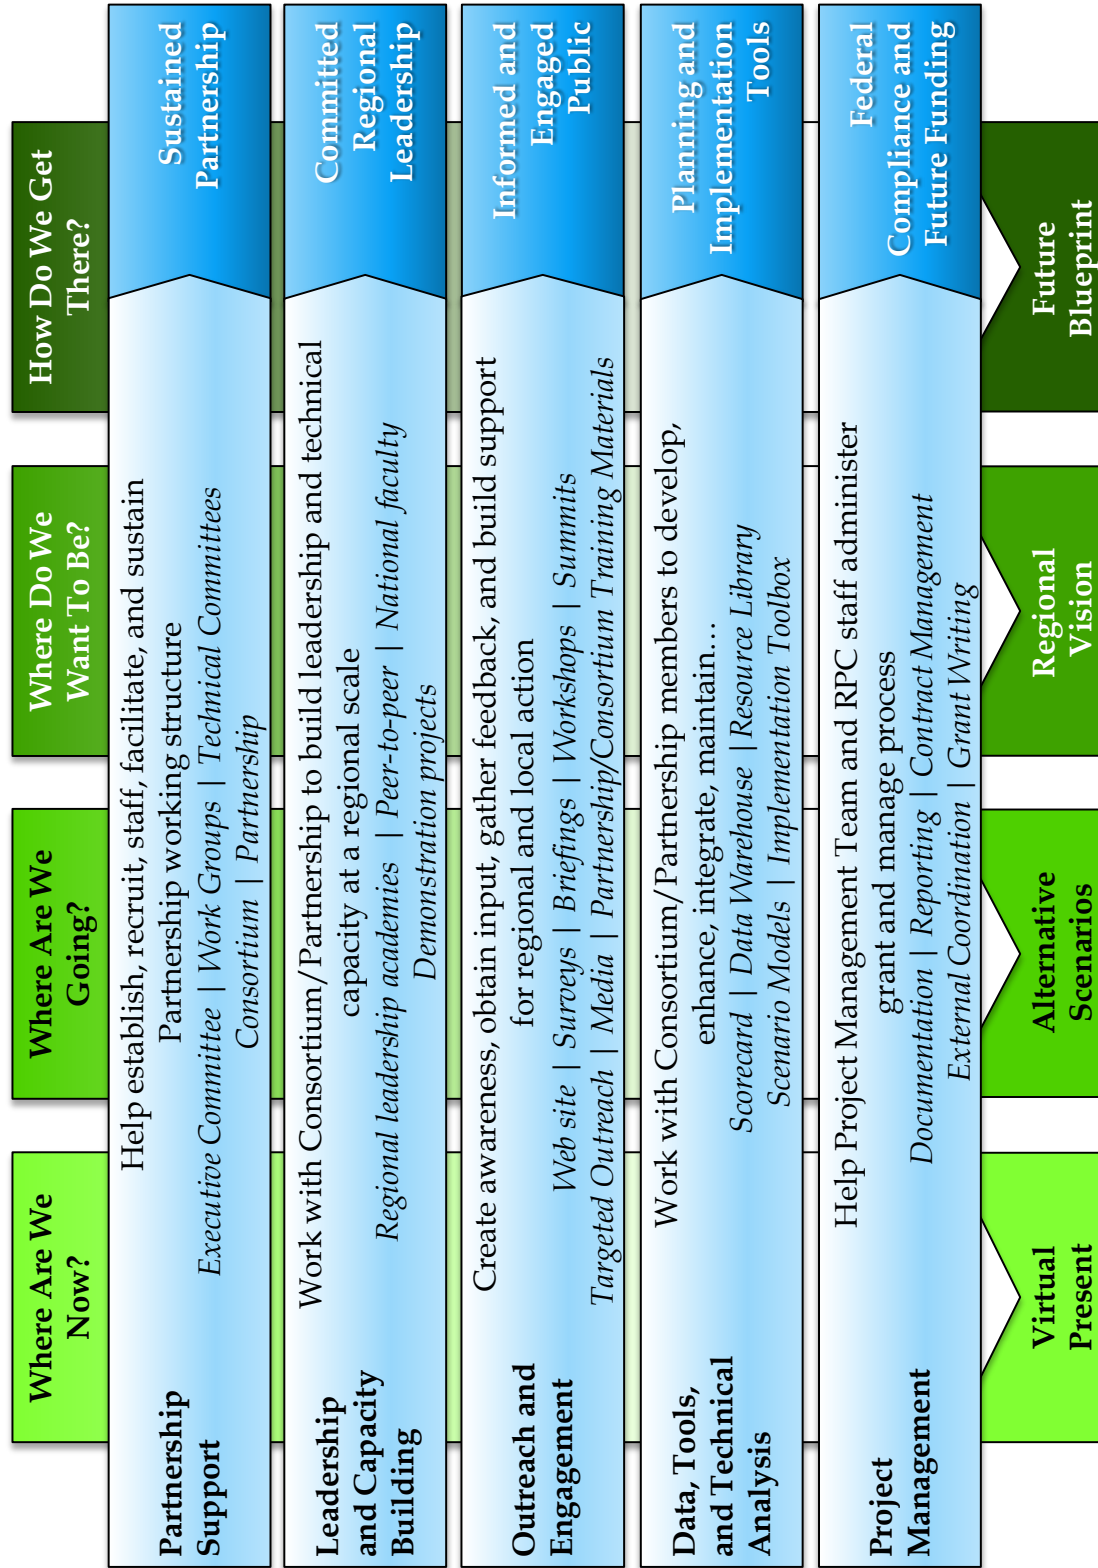 Where Are We
Now?
Where Are We
Going?
Where Do We
Want To Be?
How Do We Get
There?
Partnership
Support
Help establish, recruit, staff, facilitate, and sustain
Partnership working structure
Executive Committee | Work Groups | Technical Committees
Consortium | Partnership
Sustained
Partnership
Leadership
and Capacity
Building
Work with Consortium/Partnership to build leadership and technical
capacity at a regional scale
Regional leadership academies | Peer-to-peer | National faculty
Demonstration projects
Committed
Regional
Leadership
Outreach and
Engagement
Create awareness, obtain input, gather feedback, and build support
for regional and local action
Web site | Surveys | Briefings | Workshops | Summits
Targeted Outreach | Media | Partnership/Consortium Training Materials
Informed and
Engaged
Public
Data, Tools,
and Technical
Analysis
Work with Consortium/Partnership members to develop,
enhance, integrate, maintain…
Scorecard | Data Warehouse |Resource Library
Scenario Models | Implementation Toolbox
Planning and
Implementation
Tools
Project
Management
Help Project Management Team and RPC staff administer
grant and manage process
Documentation | Reporting | Contract Management
External Coordination | Grant Writing
Federal
Compliance and
Future Funding
Virtual
Present
Alternative
Scenarios
Regional
Vision
Future
Blueprint